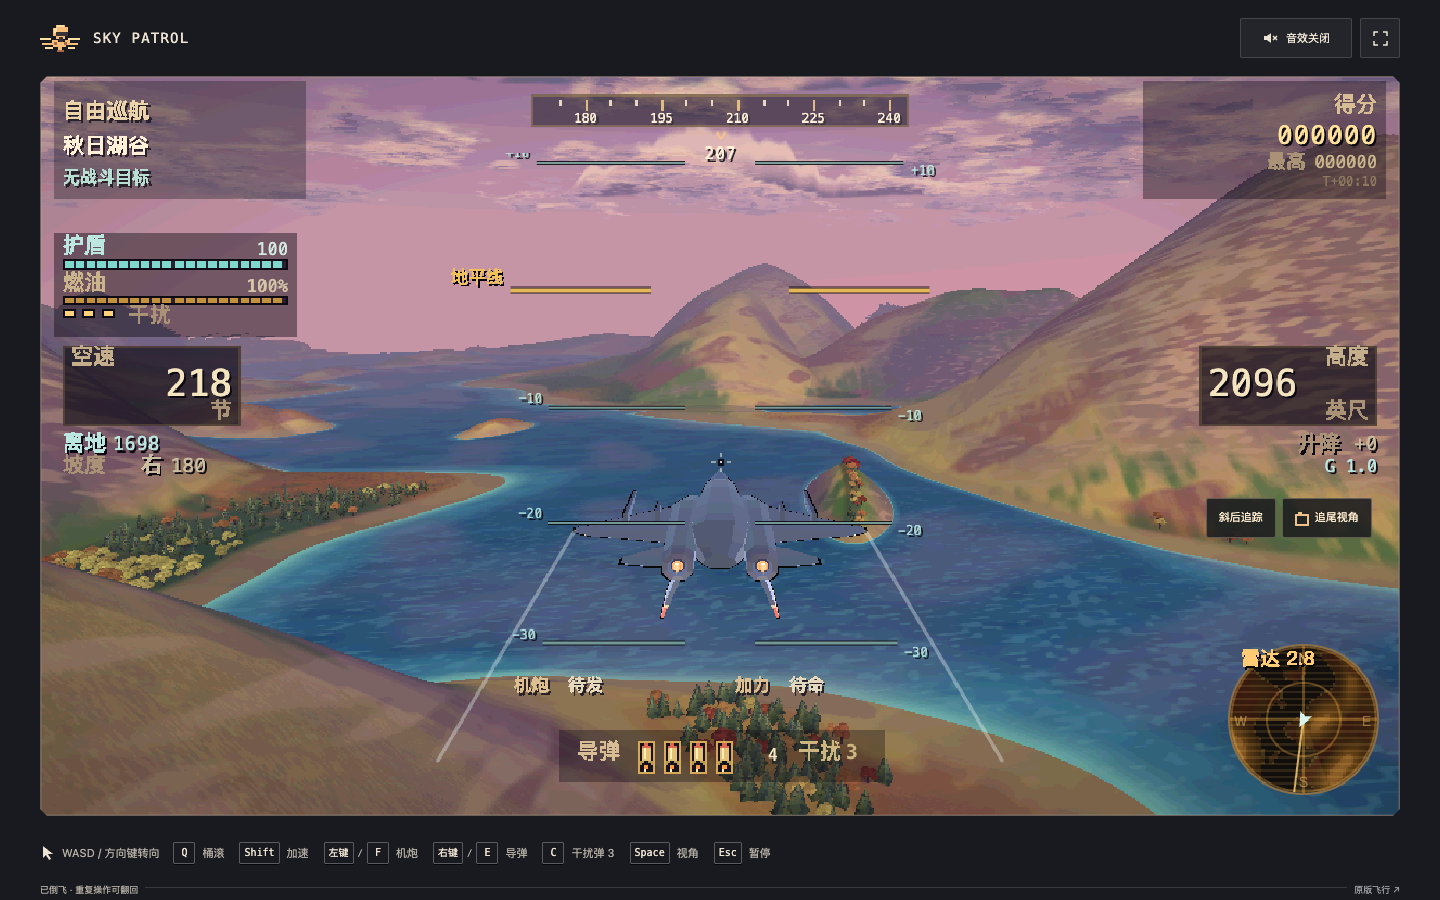 SKY PATROL
音效关闭
自由巡航
秋日湖谷
无战斗目标
180 195 210 225 240
207
+10 +10
得分
000000
最高 000000
T+00:10
护盾 100
燃油 100%
干扰
地平线
空速
218
节
离地 1698
坡度 右 180
高度
2096
英尺
升降 +0
G 1.0
-10 -10
斜后追踪 追尾视角
-20 -20
-30 -30
机炮 待发 加力 待命
导弹 4 干扰 3
雷达 2.8
N
W E
S
WASD / 方向键转向 Q 桶滚 Shift 加速 左键 / F 机炮 右键 / E 导弹 C 干扰弹 3 Space 视角 Esc 暂停
已倒飞 · 重复操作可翻回
原版飞行 ↗